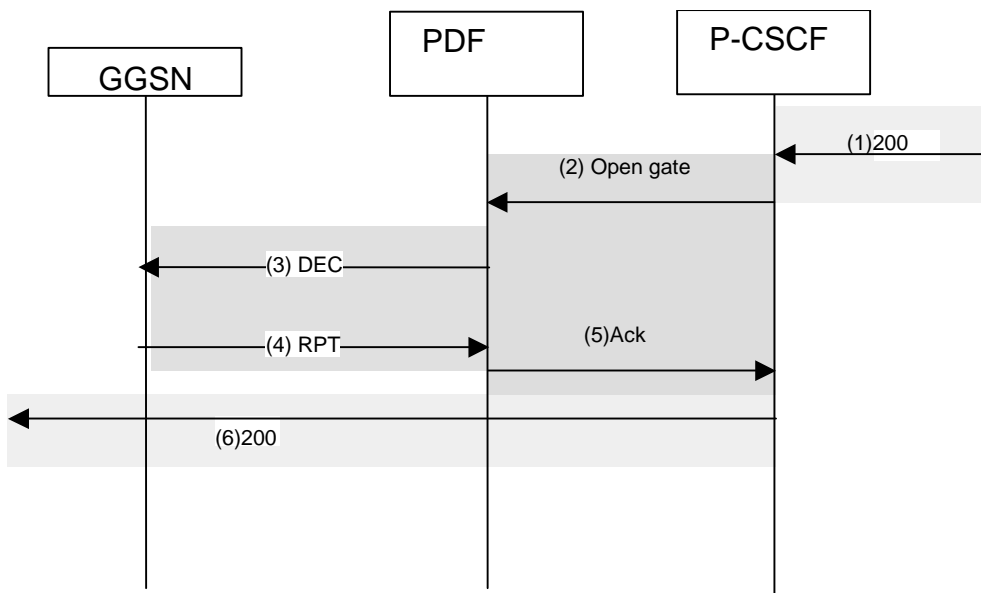 GGSN
PDF
P-CSCF
(1)200
(2) Open gate
(3) DEC
(4) RPT
(5)Ack
(6)200